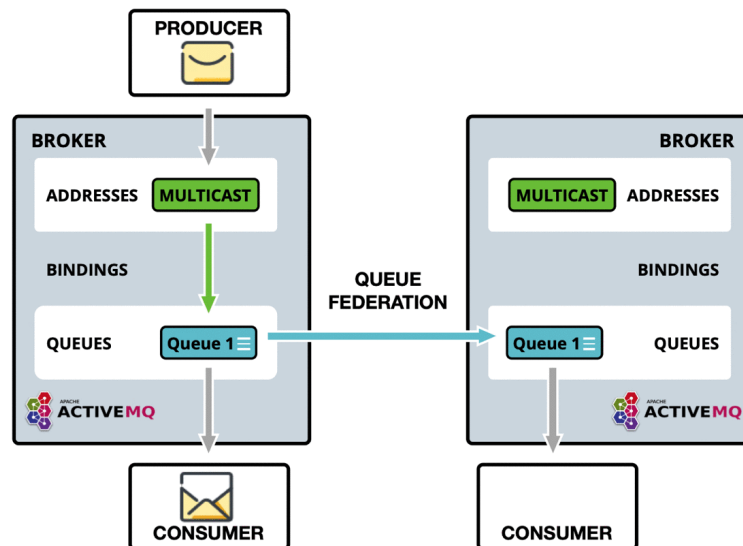 PRODUCER
BROKER
ADDRESSES MULTICAST
BINDINGS
QUEUES Queue 1
APACHE
ACTIVEMQ
CONSUMER
QUEUE
FEDERATION
BROKER
MULTICAST ADDRESSES
BINDINGS
Queue 1 QUEUES
APACHE
ACTIVEMQ
CONSUMER